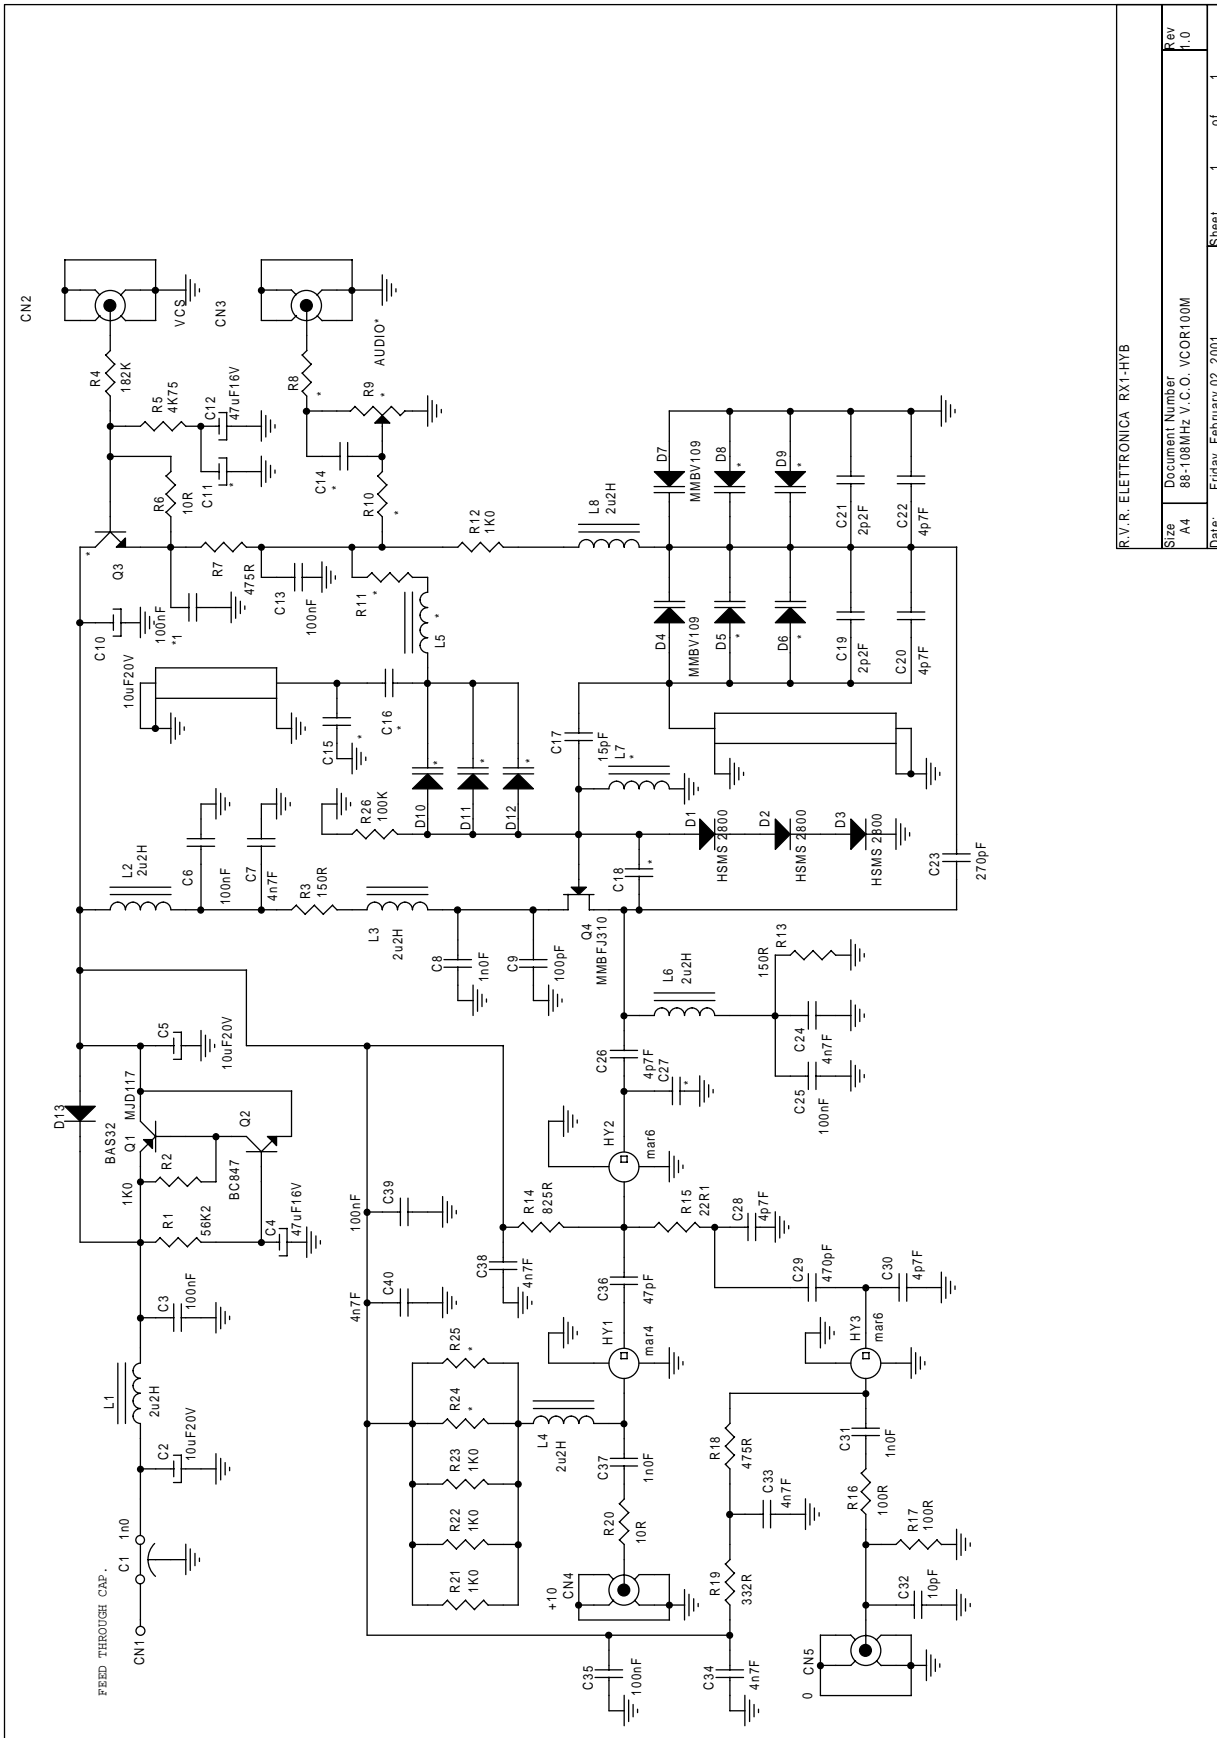 FEED THROUGH CAP.
CN1
C1
1n0
C2
10uF20V
L1
2u2H
C3
100nF
R1
56K2
C4
47uF16V
R2
1K0
Q1
MJD117
BC847
Q2
D13
BAS32
C5
10uF20V
L2
2u2H
C6
100nF
C7
4n7F
R3
150R
L3
2u2H
C8
1n0F
C9
100pF
Q4
MMBFJ310
C10
10uF20V
100nF
*1
Q3
*
R6
10R
R5
4K75
R4
182K
CN2
VCS
C12
47uF16V
C11
*
R7
475R
C13
100nF
CN3
AUDIO*
R8
*
R9
*
C14
*
R10
*
R11
*
L5
*
R12
1K0
L8
2u2H
C15
*
C16
*
R26
100K
D10
*
D11
*
D12
*
C17
15pF
L7
*
C18
*
D1
HSMS 2800
D2
HSMS 2800
D3
HSMS 2800
D4
MMBV109
D5
*
D6
*
C19
2p2F
C20
4p7F
D7
MMBV109
D8
*
D9
*
C21
2p2F
C22
4p7F
C23
270pF
R13
150R
L6
2u2H
C24
4n7F
C25
100nF
C26
4p7F
C27
*
HY2
mar6
R14
825R
R15
22R1
C28
4p7F
C29
470pF
C30
4p7F
C36
47pF
HY1
mar4
HY3
mar6
C38
4n7F
C39
100nF
C40
4n7F
R25
*
R24
*
R23
1K0
R22
1K0
R21
1K0
L4
2u2H
C37
1n0F
R20
10R
+10
CN4
R18
475R
C33
4n7F
R19
332R
C31
1n0F
R16
100R
R17
100R
C32
10pF
0
CN5
C35
100nF
C34
4n7F
R.V.R. ELETTRONICA RX1-HYB
Size
A4
Document Number
88-108MHz V.C.O. VCOR100M
Rev
1.0
Date:
Friday, February 02, 2001
Sheet
1
of
1